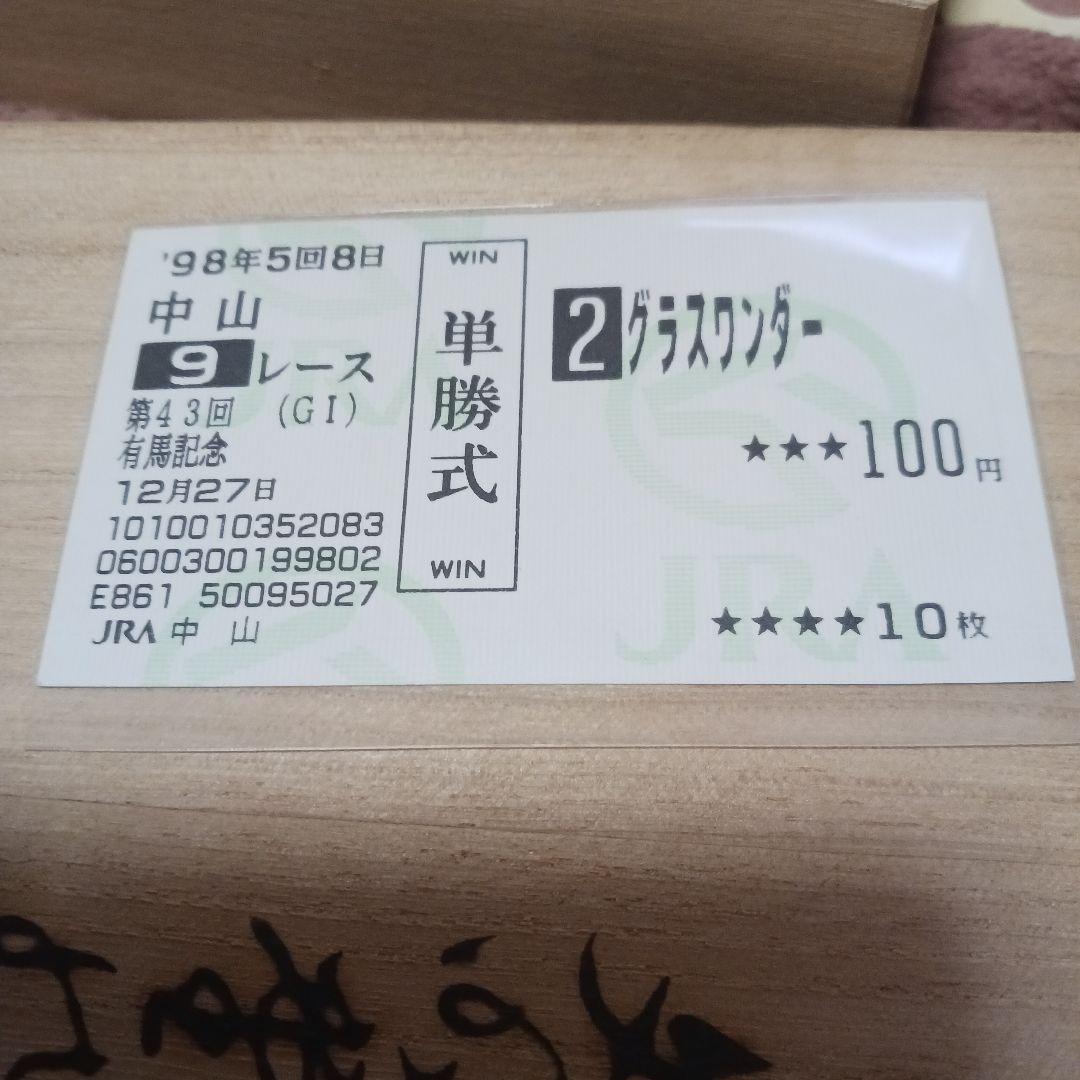 '98年5回8日
中山
9レース
第43回 (GI)
有馬記念
12月27日
1010010352083
0600300199802
E861 50095027
JRA 中 山
WIN
単勝式
WIN
2グラスワンダー
★★★100円
★★★★10枚
JRA